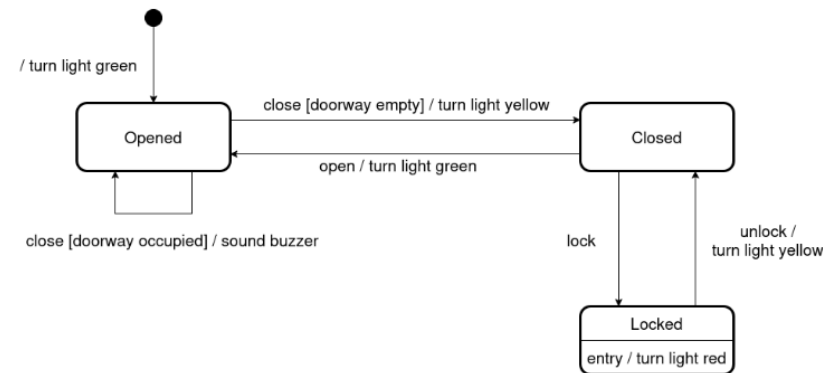 / turn light green
close [doorway empty] / turn light yellow
Opened
Closed
open / turn light green
close [doorway occupied] / sound buzzer
lock
unlock /
turn light yellow
Locked
entry / turn light red